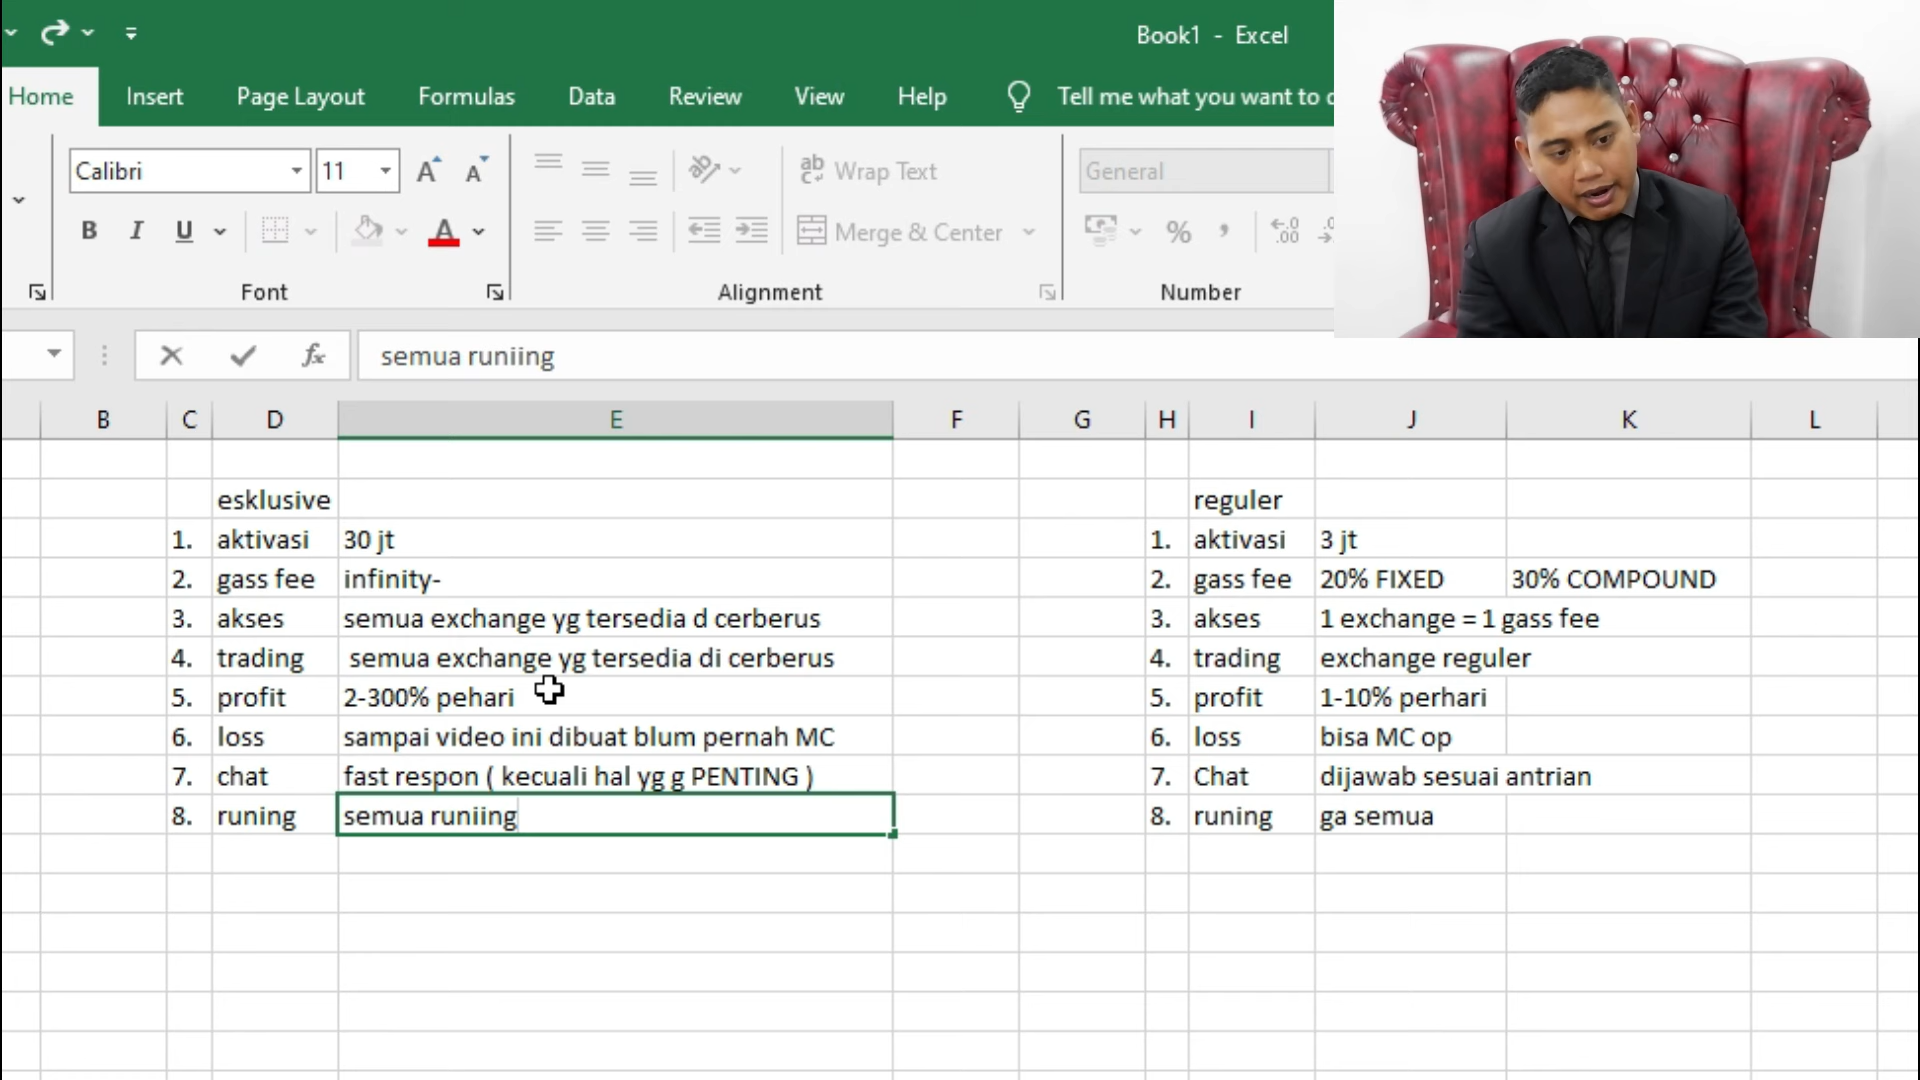 Book1 - Excel
Home Insert Page Layout Formulas Data Review View Help Tell me what you want to
Calibri 11 A A ab Wrap Text General
B I U A Merge & Center % , .00
Font Alignment Number
fx semua runiing
B C D E F G H I J K L
esklusive reguler
1. aktivasi 30 jt 1. aktivasi 3 jt
2. gass fee infinity- 2. gass fee 20% FIXED 30% COMPOUND
3. akses semua exchange yg tersedia d cerberus 3. akses 1 exchange = 1 gass fee
4. trading semua exchange yg tersedia di cerberus 4. trading exchange reguler
5. profit 2-300% pehari 5. profit 1-10% perhari
6. loss sampai video ini dibuat blum pernah MC 6. loss bisa MC op
7. chat fast respon ( kecuali hal yg g PENTING ) 7. Chat dijawab sesuai antrian
8. runing semua runiing 8. runing ga semua